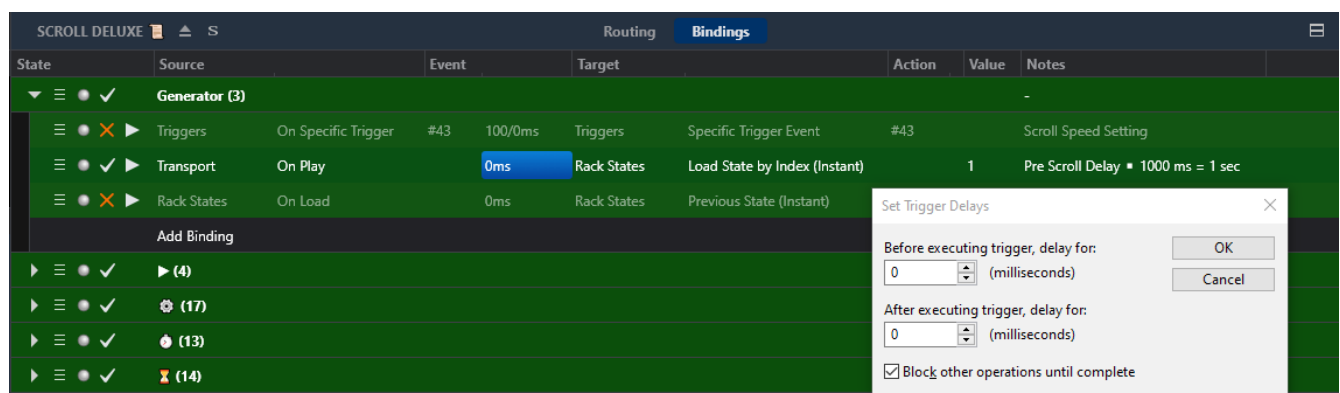 SCROLL DELUXE 📜 S Routing Bindings
State Source Event Target Action Value Notes
Generator (3) -
Triggers On Specific Trigger #43 100/0ms Triggers Specific Trigger Event #43 Scroll Speed Setting
Transport On Play 0ms Rack States Load State by Index (Instant) 1 Pre Scroll Delay ▪ 1000 ms = 1 sec
Rack States On Load 0ms Rack States Previous State (Instant)
Add Binding
▶ (4)
⚙ (17)
⏱ (13)
⌛ (14)
Set Trigger Delays
Before executing trigger, delay for:
OK
0 (milliseconds)
Cancel
After executing trigger, delay for:
0 (milliseconds)
Block other operations until complete